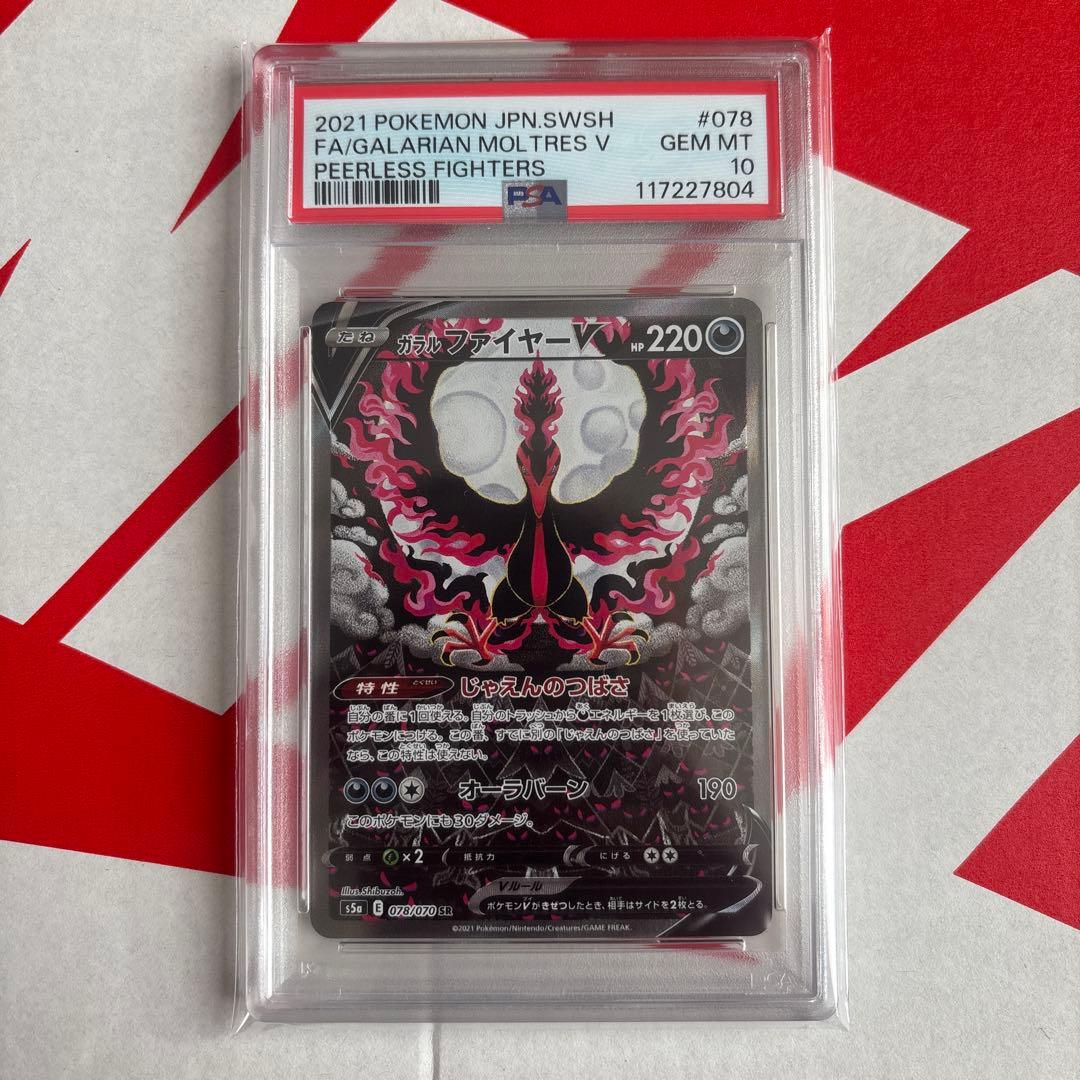 2021 POKEMON JPN.SWSH #078
FA/GALARIAN MOLTRES V GEM MT
PEERLESS FIGHTERS 10
PSA 117227804
たね ガラル ファイヤーV HP 220
特性 とくせい じゃえんのつばさ
自分の番に1回使える。自分のトラッシュからエネルギーを1枚選び、この
ポケモンにつける。この番、すでに別の「じゃえんのつばさ」を使っていた
なら、この特性は使えない。
オーラバーン 190
このポケモンにも30ダメージ。
弱点 ×2 抵抗力 にげる
Illus. Shibuzoh.
Vルール
ポケモンVがきぜつしたとき、相手はサイドを2枚とる。
s5a E 078/070 SR
©2021 Pokémon/Nintendo/Creatures/GAME FREAK.